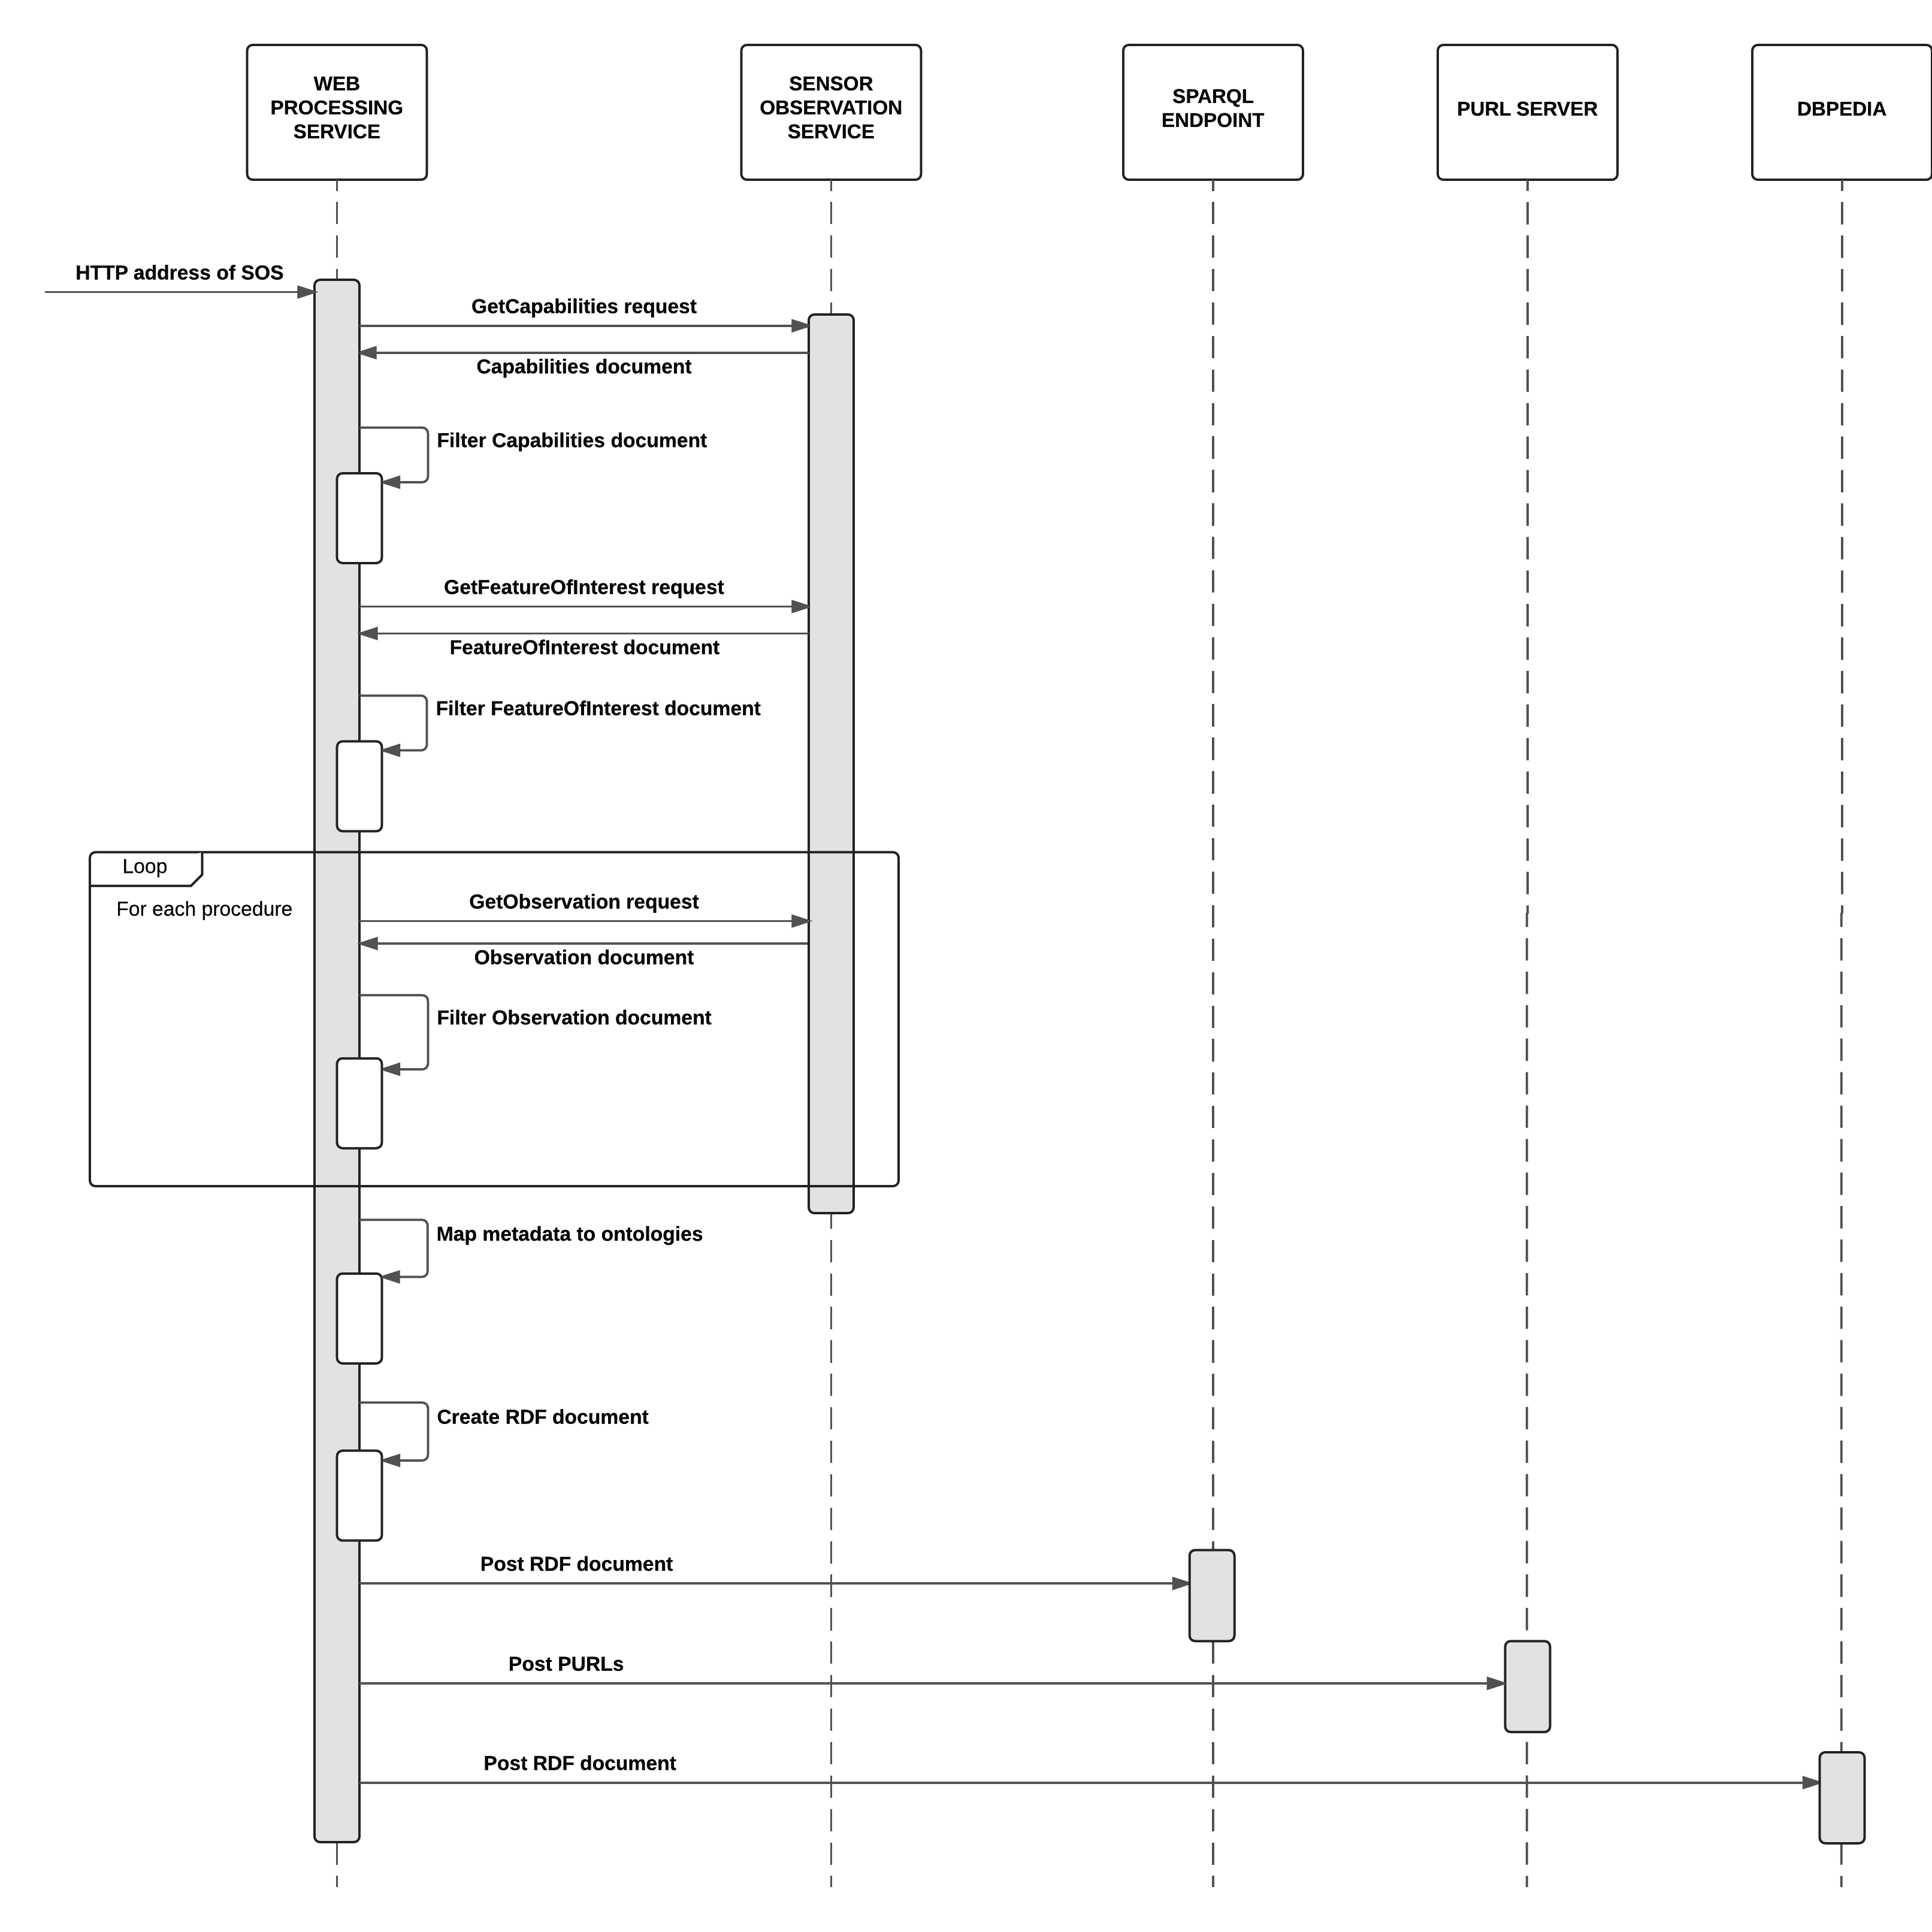 WEB
PROCESSING
SERVICE
SENSOR
OBSERVATION
SERVICE
SPARQL
ENDPOINT
PURL SERVER
DBPEDIA
HTTP address of SOS
GetCapabilities request
Capabilities document
Filter Capabilities document
GetFeatureOfInterest request
FeatureOfInterest document
Filter FeatureOfInterest document
Loop
For each procedure
GetObservation request
Observation document
Filter Observation document
Map metadata to ontologies
Create RDF document
Post RDF document
Post PURLs
Post RDF document